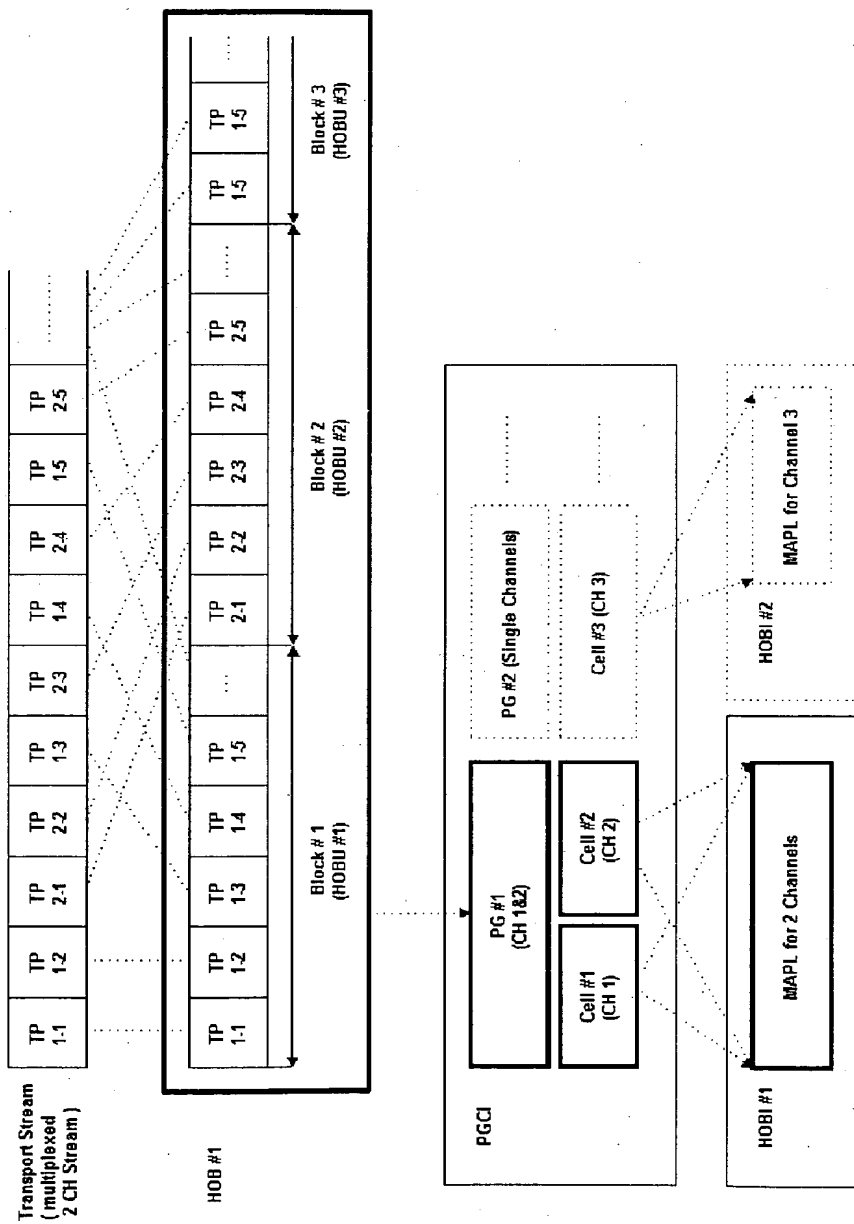 Transport Stream
( multiplexed
2 CH Stream )
TP
1-1
TP
1-2
TP
2-1
TP
2-2
TP
1-3
TP
2-3
TP
1-4
TP
2-4
TP
1-5
TP
2-5
..........
HOB #1
TP
1-1
TP
1-2
TP
1-3
TP
1-4
TP
1-5
....
TP
2-1
TP
2-2
TP
2-3
TP
2-4
TP
2-5
......
TP
1-5
TP
1-5
......
Block # 1
(HOBU #1)
Block # 2
(HOBU #2)
Block # 3
(HOBU #3)
PGCI
PG #1
(CH 1&2)
PG #2 (Single Channels)
..........
Cell #1
(CH 1)
Cell #2
(CH 2)
Cell #3 (CH 3)
..........
HOBI #1
MAPL for 2 Channels
HOBI #2
MAPL for Channel 3